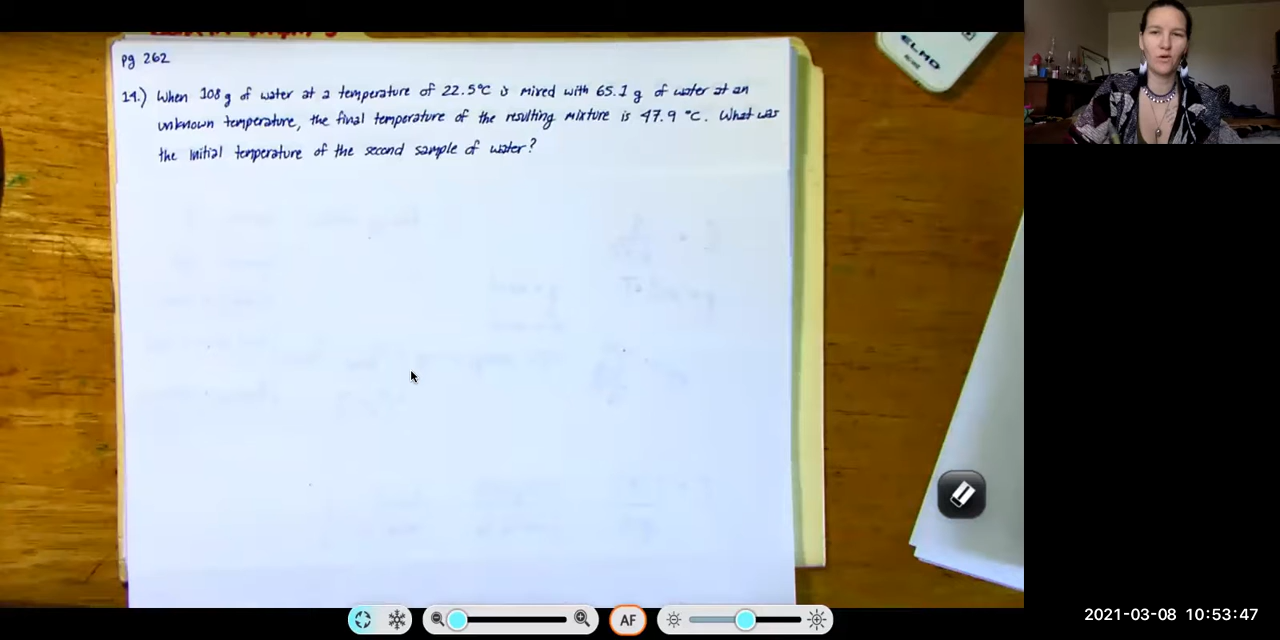 pg 262
ELMO
14.) When 108 g of water at a temperature of 22.5°C is mixed with 65.1 g of water at an
unknown temperature, the final temperature of the resulting mixture is 47.9 °C. What was
the initial temperature of the second sample of water?
AF
2021-03-08 10:53:47